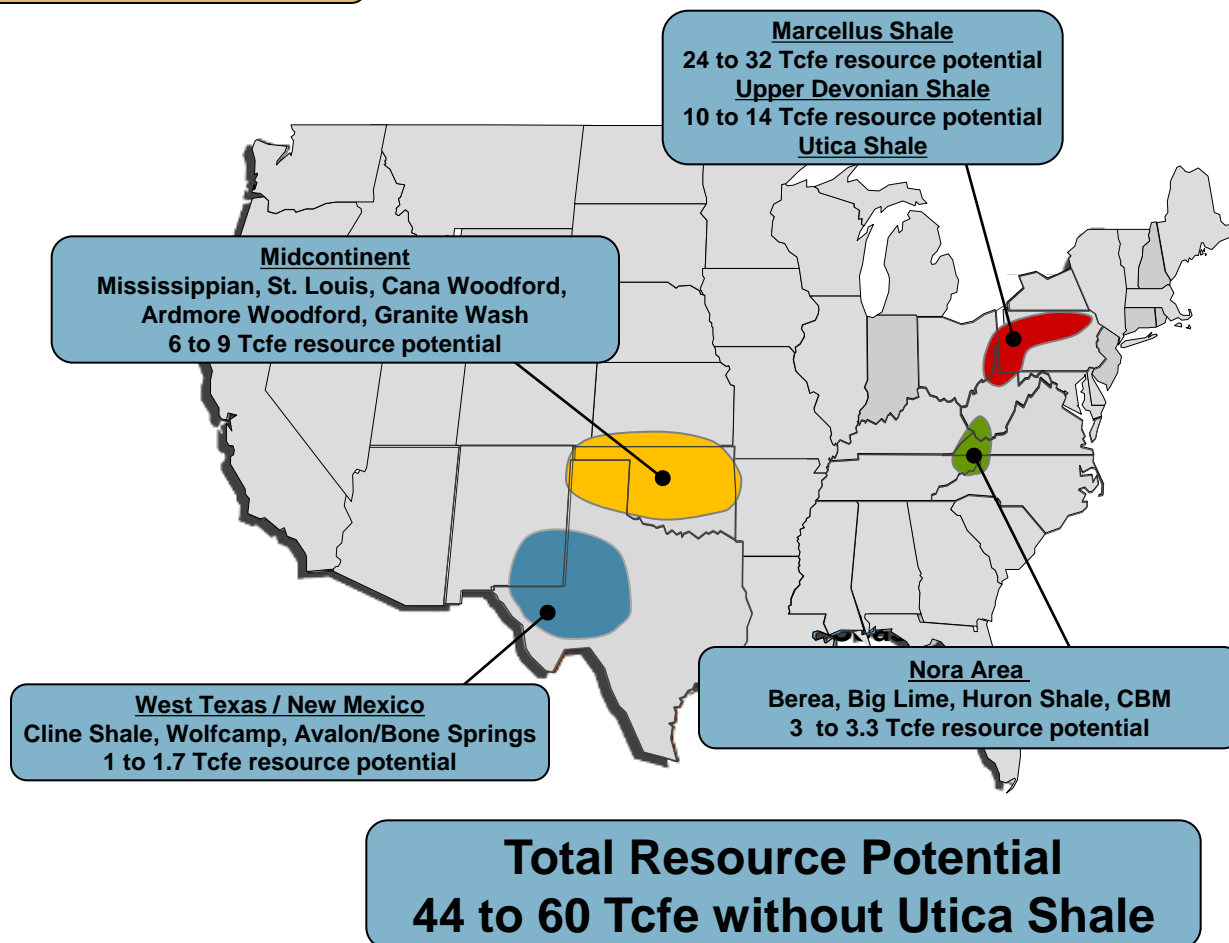 Marcellus Shale
24 to 32 Tcfe resource potential
Upper Devonian Shale
10 to 14 Tcfe resource potential
Utica Shale
Midcontinent
Mississippian, St. Louis, Cana Woodford,
Ardmore Woodford, Granite Wash
6 to 9 Tcfe resource potential
Nora Area
Berea, Big Lime, Huron Shale, CBM
3 to 3.3 Tcfe resource potential
West Texas / New Mexico
Cline Shale, Wolfcamp, Avalon/Bone Springs
1 to 1.7 Tcfe resource potential
Total Resource Potential
44 to 60 Tcfe without Utica Shale